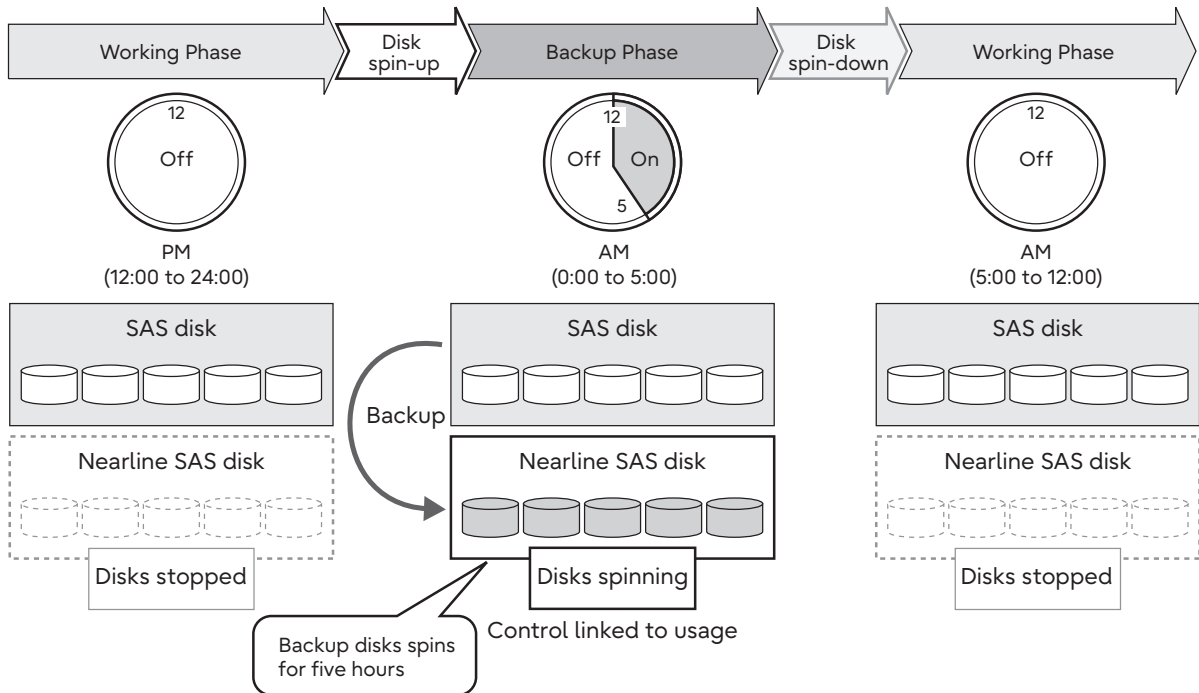 Working Phase
Disk
spin-up
Backup Phase
Disk
spin-down
Working Phase
12
Off
12
Off
On
5
12
Off
PM
(12:00 to 24:00)
AM
(0:00 to 5:00)
AM
(5:00 to 12:00)
SAS disk
SAS disk
SAS disk
Backup
Nearline SAS disk
Nearline SAS disk
Nearline SAS disk
Disks stopped
Disks spinning
Disks stopped
Control linked to usage
Backup disks spins
for five hours